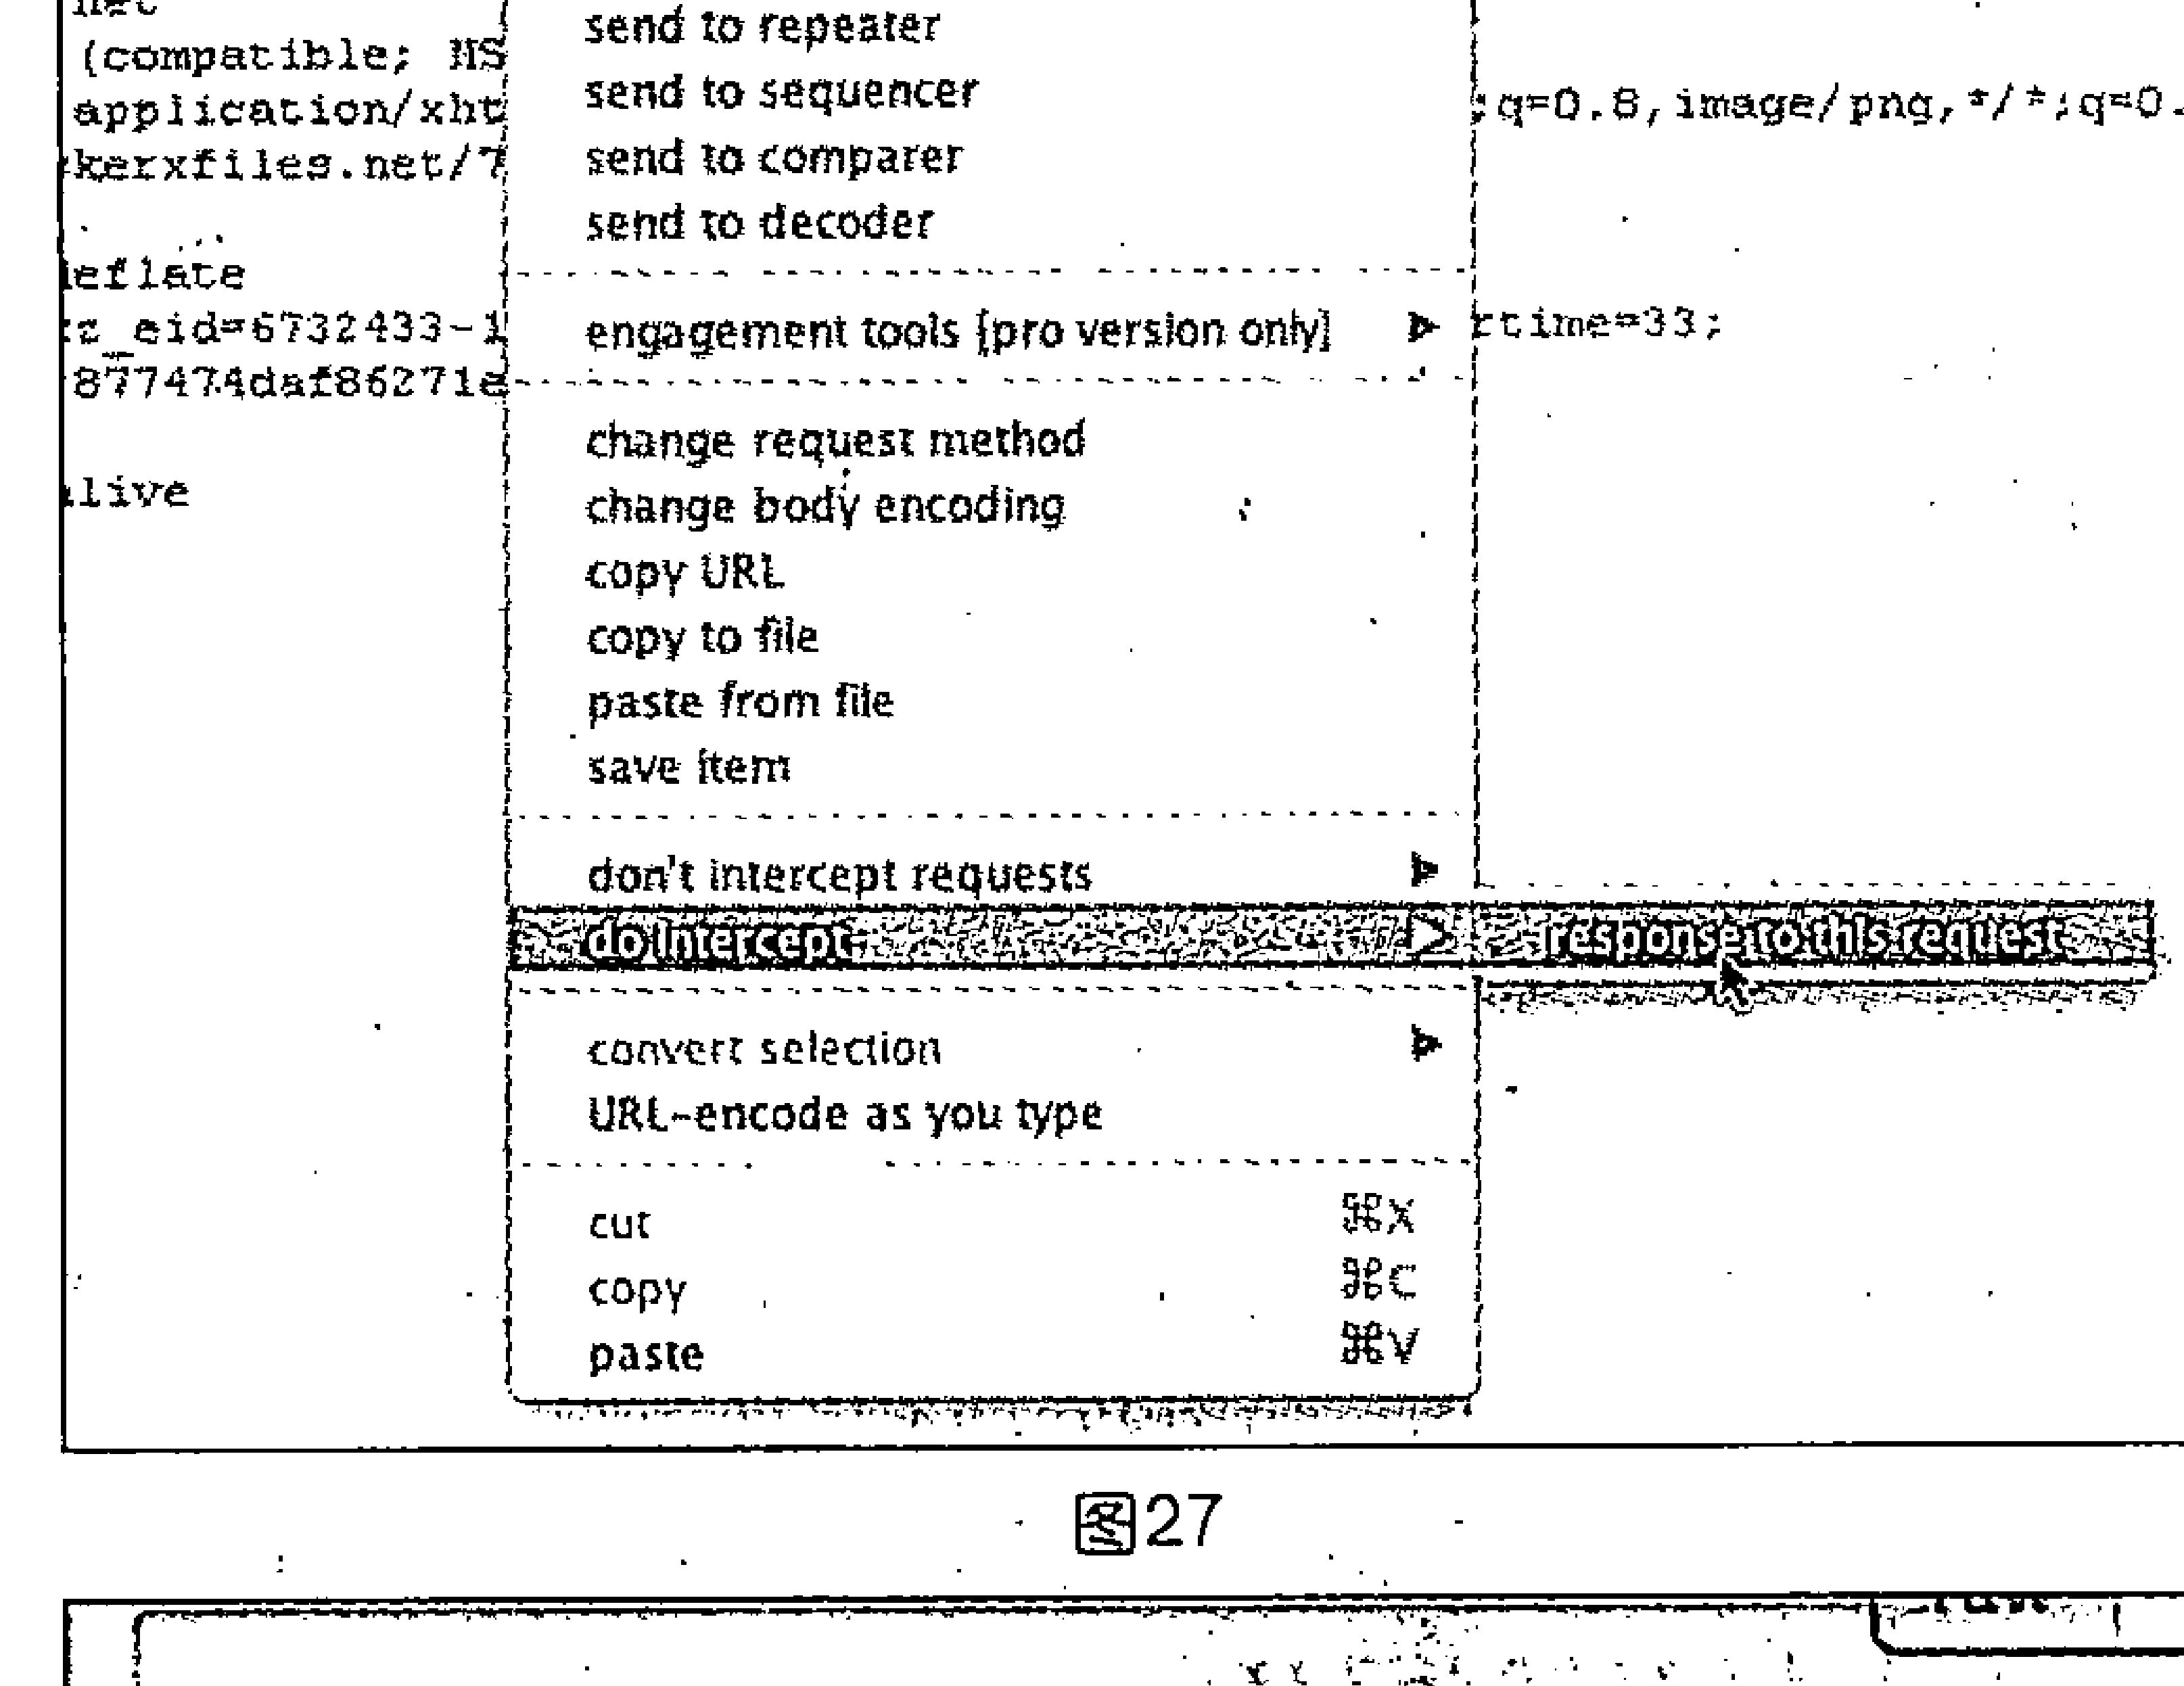 (compatible;
send to repeater
send to sequencer
application/xht
;q=0.8,image/png,*/*;q=0.
send to comparer
kerxfiles.net/7
send to decoder
eflate
engagement tools [pro version only]
_eid=6732433-1
rtime=33;
877474daf86271e
change request method
change body encoding
live
copy URL
copy to file
paste from file
save item
don't intercept requests
do intercept
response to this request
convert selection
URL-encode as you type
cut ⌘X
copy ⌘C
paste ⌘V
图27